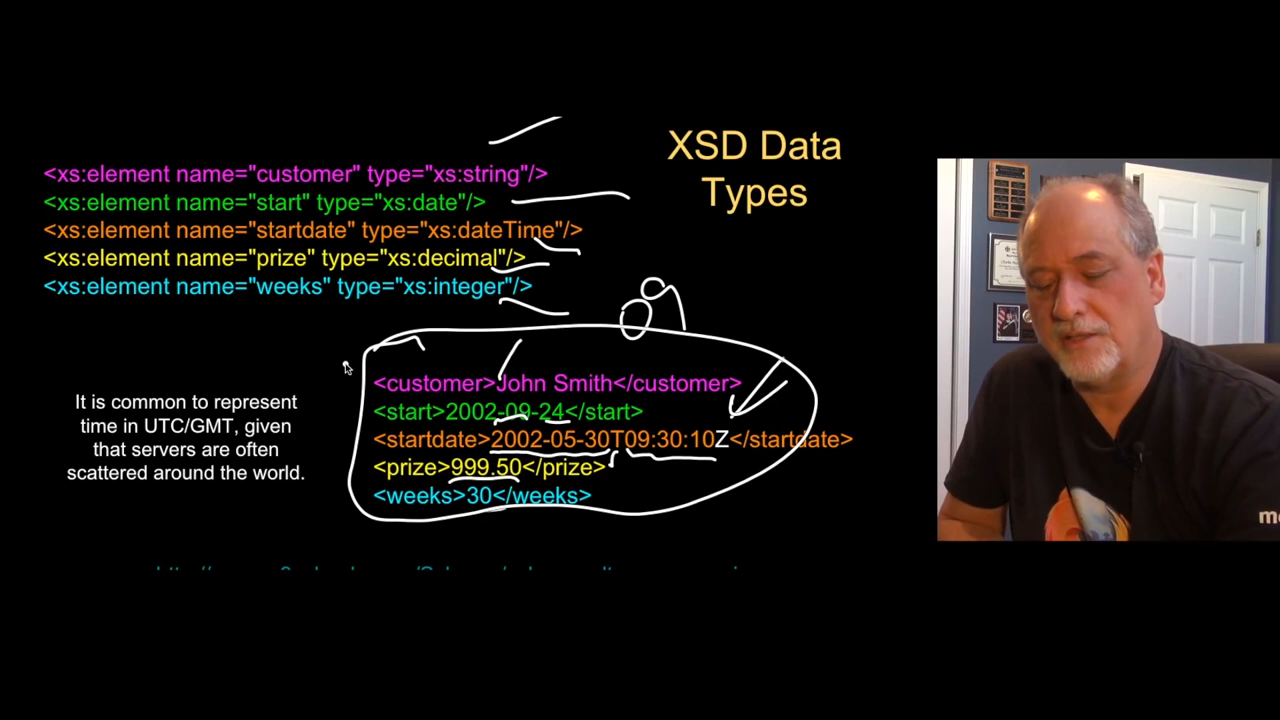 XSD Data
Types
<xs:element name="customer" type="xs:string"/>
<xs:element name="start" type="xs:date"/>
<xs:element name="startdate" type="xs:dateTime"/>
<xs:element name="prize" type="xs:decimal"/>
<xs:element name="weeks" type="xs:integer"/>
<customer>John Smith</customer>
<start>2002-09-24</start>
<startdate>2002-05-30T09:30:10Z</startdate>
<prize>999.50</prize>
<weeks>30</weeks>
It is common to represent
time in UTC/GMT, given
that servers are often
scattered around the world.